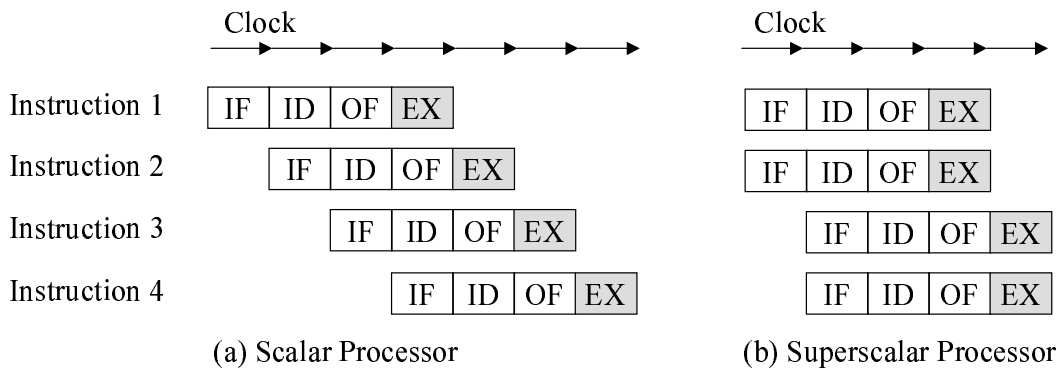 Clock Clock
Instruction 1 IF ID OF EX IF ID OF EX
Instruction 2 IF ID OF EX IF ID OF EX
Instruction 3 IF ID OF EX IF ID OF EX
Instruction 4 IF ID OF EX IF ID OF EX
(a) Scalar Processor (b) Superscalar Processor